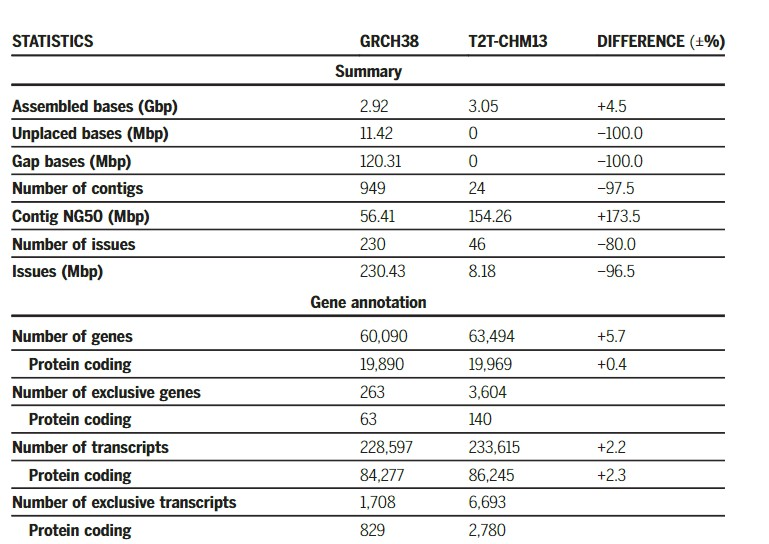 STATISTICS GRCH38 T2T-CHM13 DIFFERENCE (±%)
Summary
Assembled bases (Gbp) 2.92 3.05 +4.5
Unplaced bases (Mbp) 11.42 0 −100.0
Gap bases (Mbp) 120.31 0 −100.0
Number of contigs 949 24 −97.5
Contig NG50 (Mbp) 56.41 154.26 +173.5
Number of issues 230 46 −80.0
Issues (Mbp) 230.43 8.18 −96.5
Gene annotation
Number of genes 60,090 63,494 +5.7
Protein coding 19,890 19,969 +0.4
Number of exclusive genes 263 3,604
Protein coding 63 140
Number of transcripts 228,597 233,615 +2.2
Protein coding 84,277 86,245 +2.3
Number of exclusive transcripts 1,708 6,693
Protein coding 829 2,780